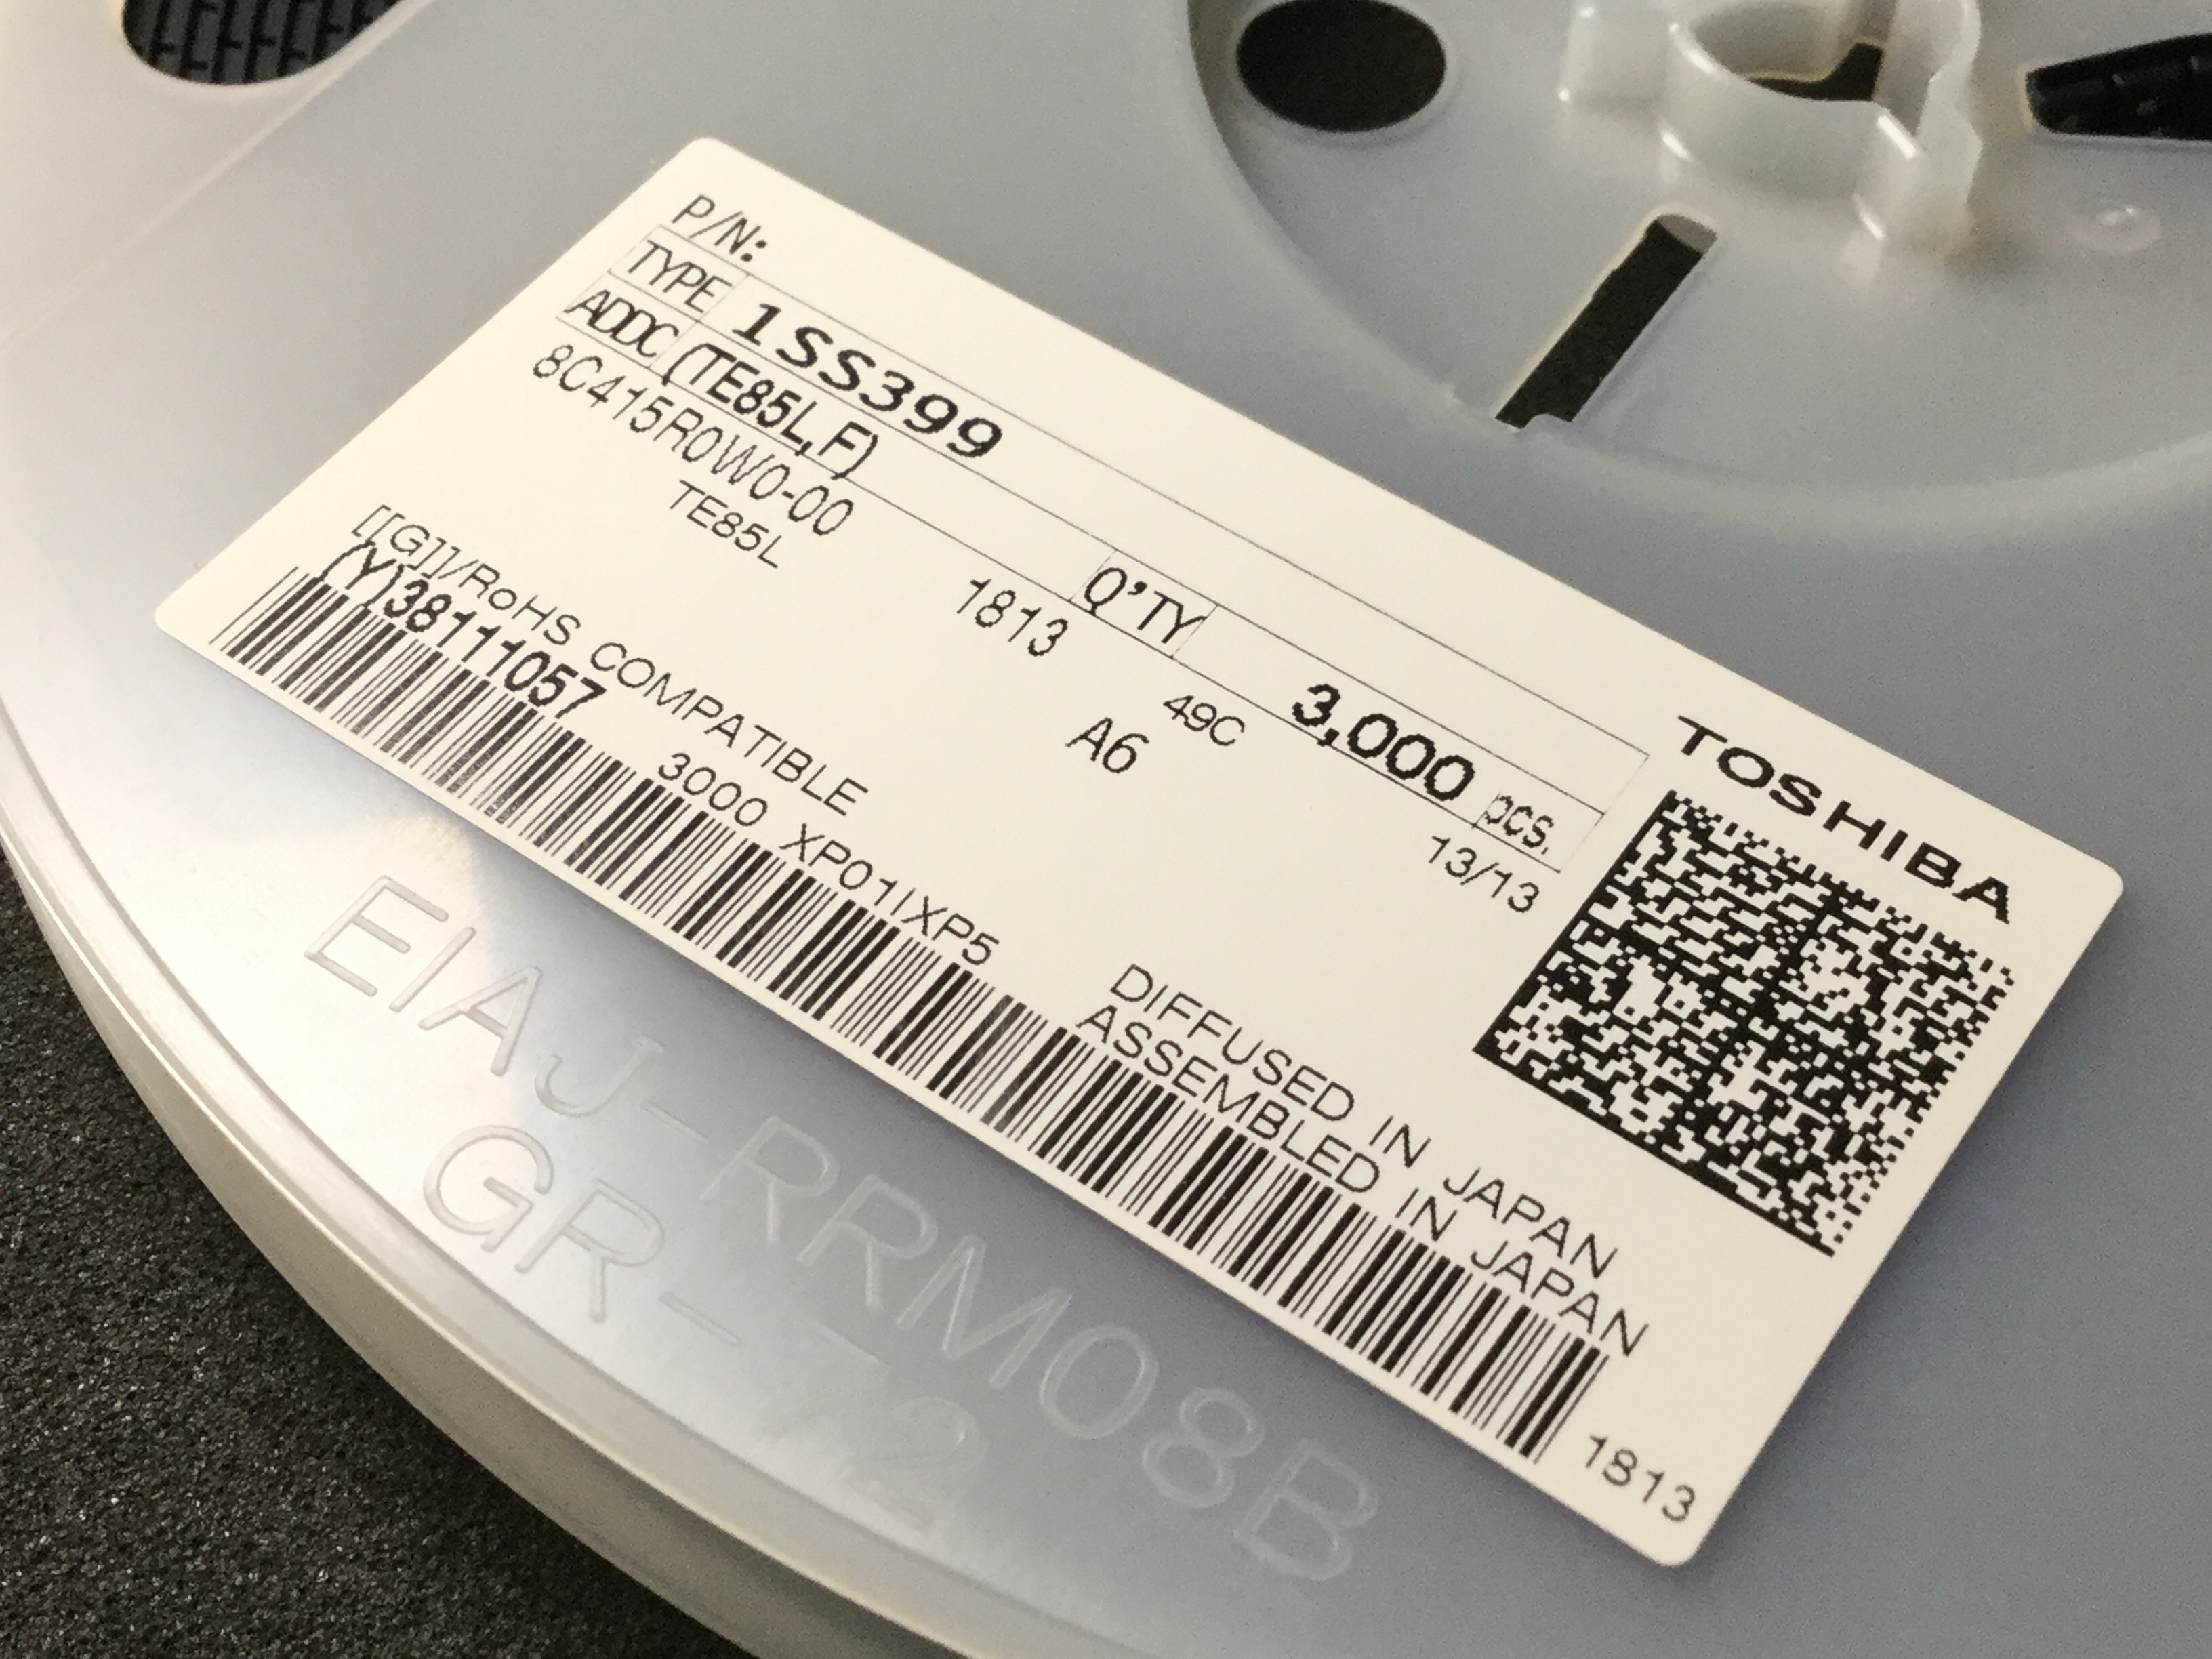 P/N:
TYPE 1SS399
ADDC (TE85L,F) Q'TY 3,000 pcs.
8C415R0W0-00 1813 49C 13/13
TE85L A6
TOSHIBA
[[G]]/RoHS COMPATIBLE
(Y)38111057 3000 XP01IXP5
DIFFUSED IN JAPAN
ASSEMBLED IN JAPAN
1813
EIAJ-RRM08B
GR-2